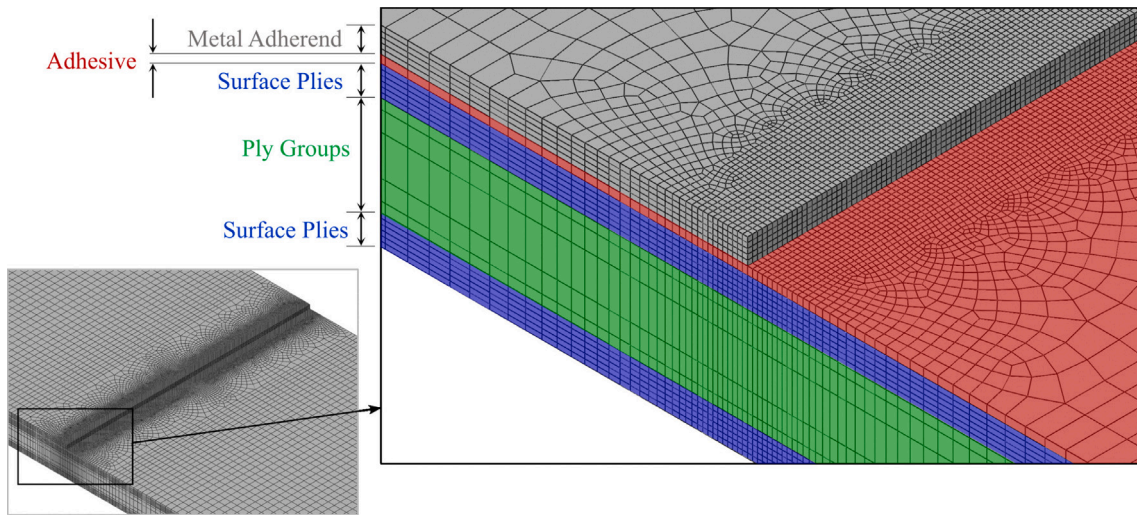 Metal Adherend
Adhesive
Surface Plies
Ply Groups
Surface Plies